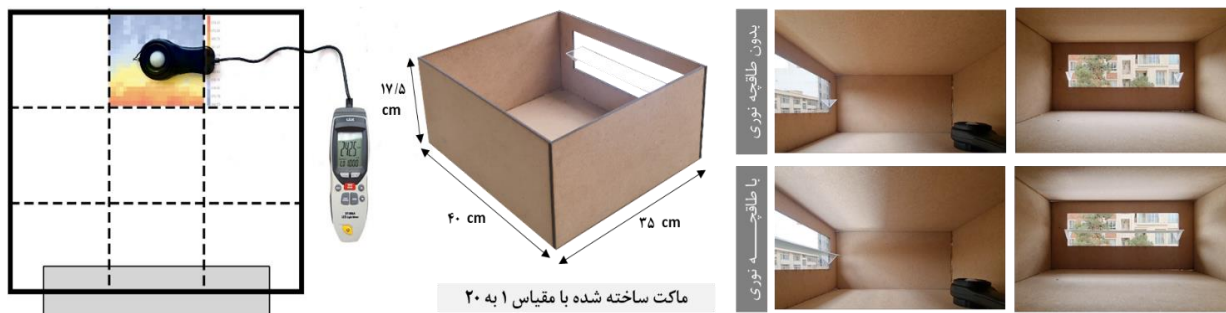 ۱۷/۵
cm
۴۰ cm
۳۵ cm
ماکت ساخته شده با مقیاس ۱ به ۲۰
بدون طاقچه نوری
با طاقچه نوری